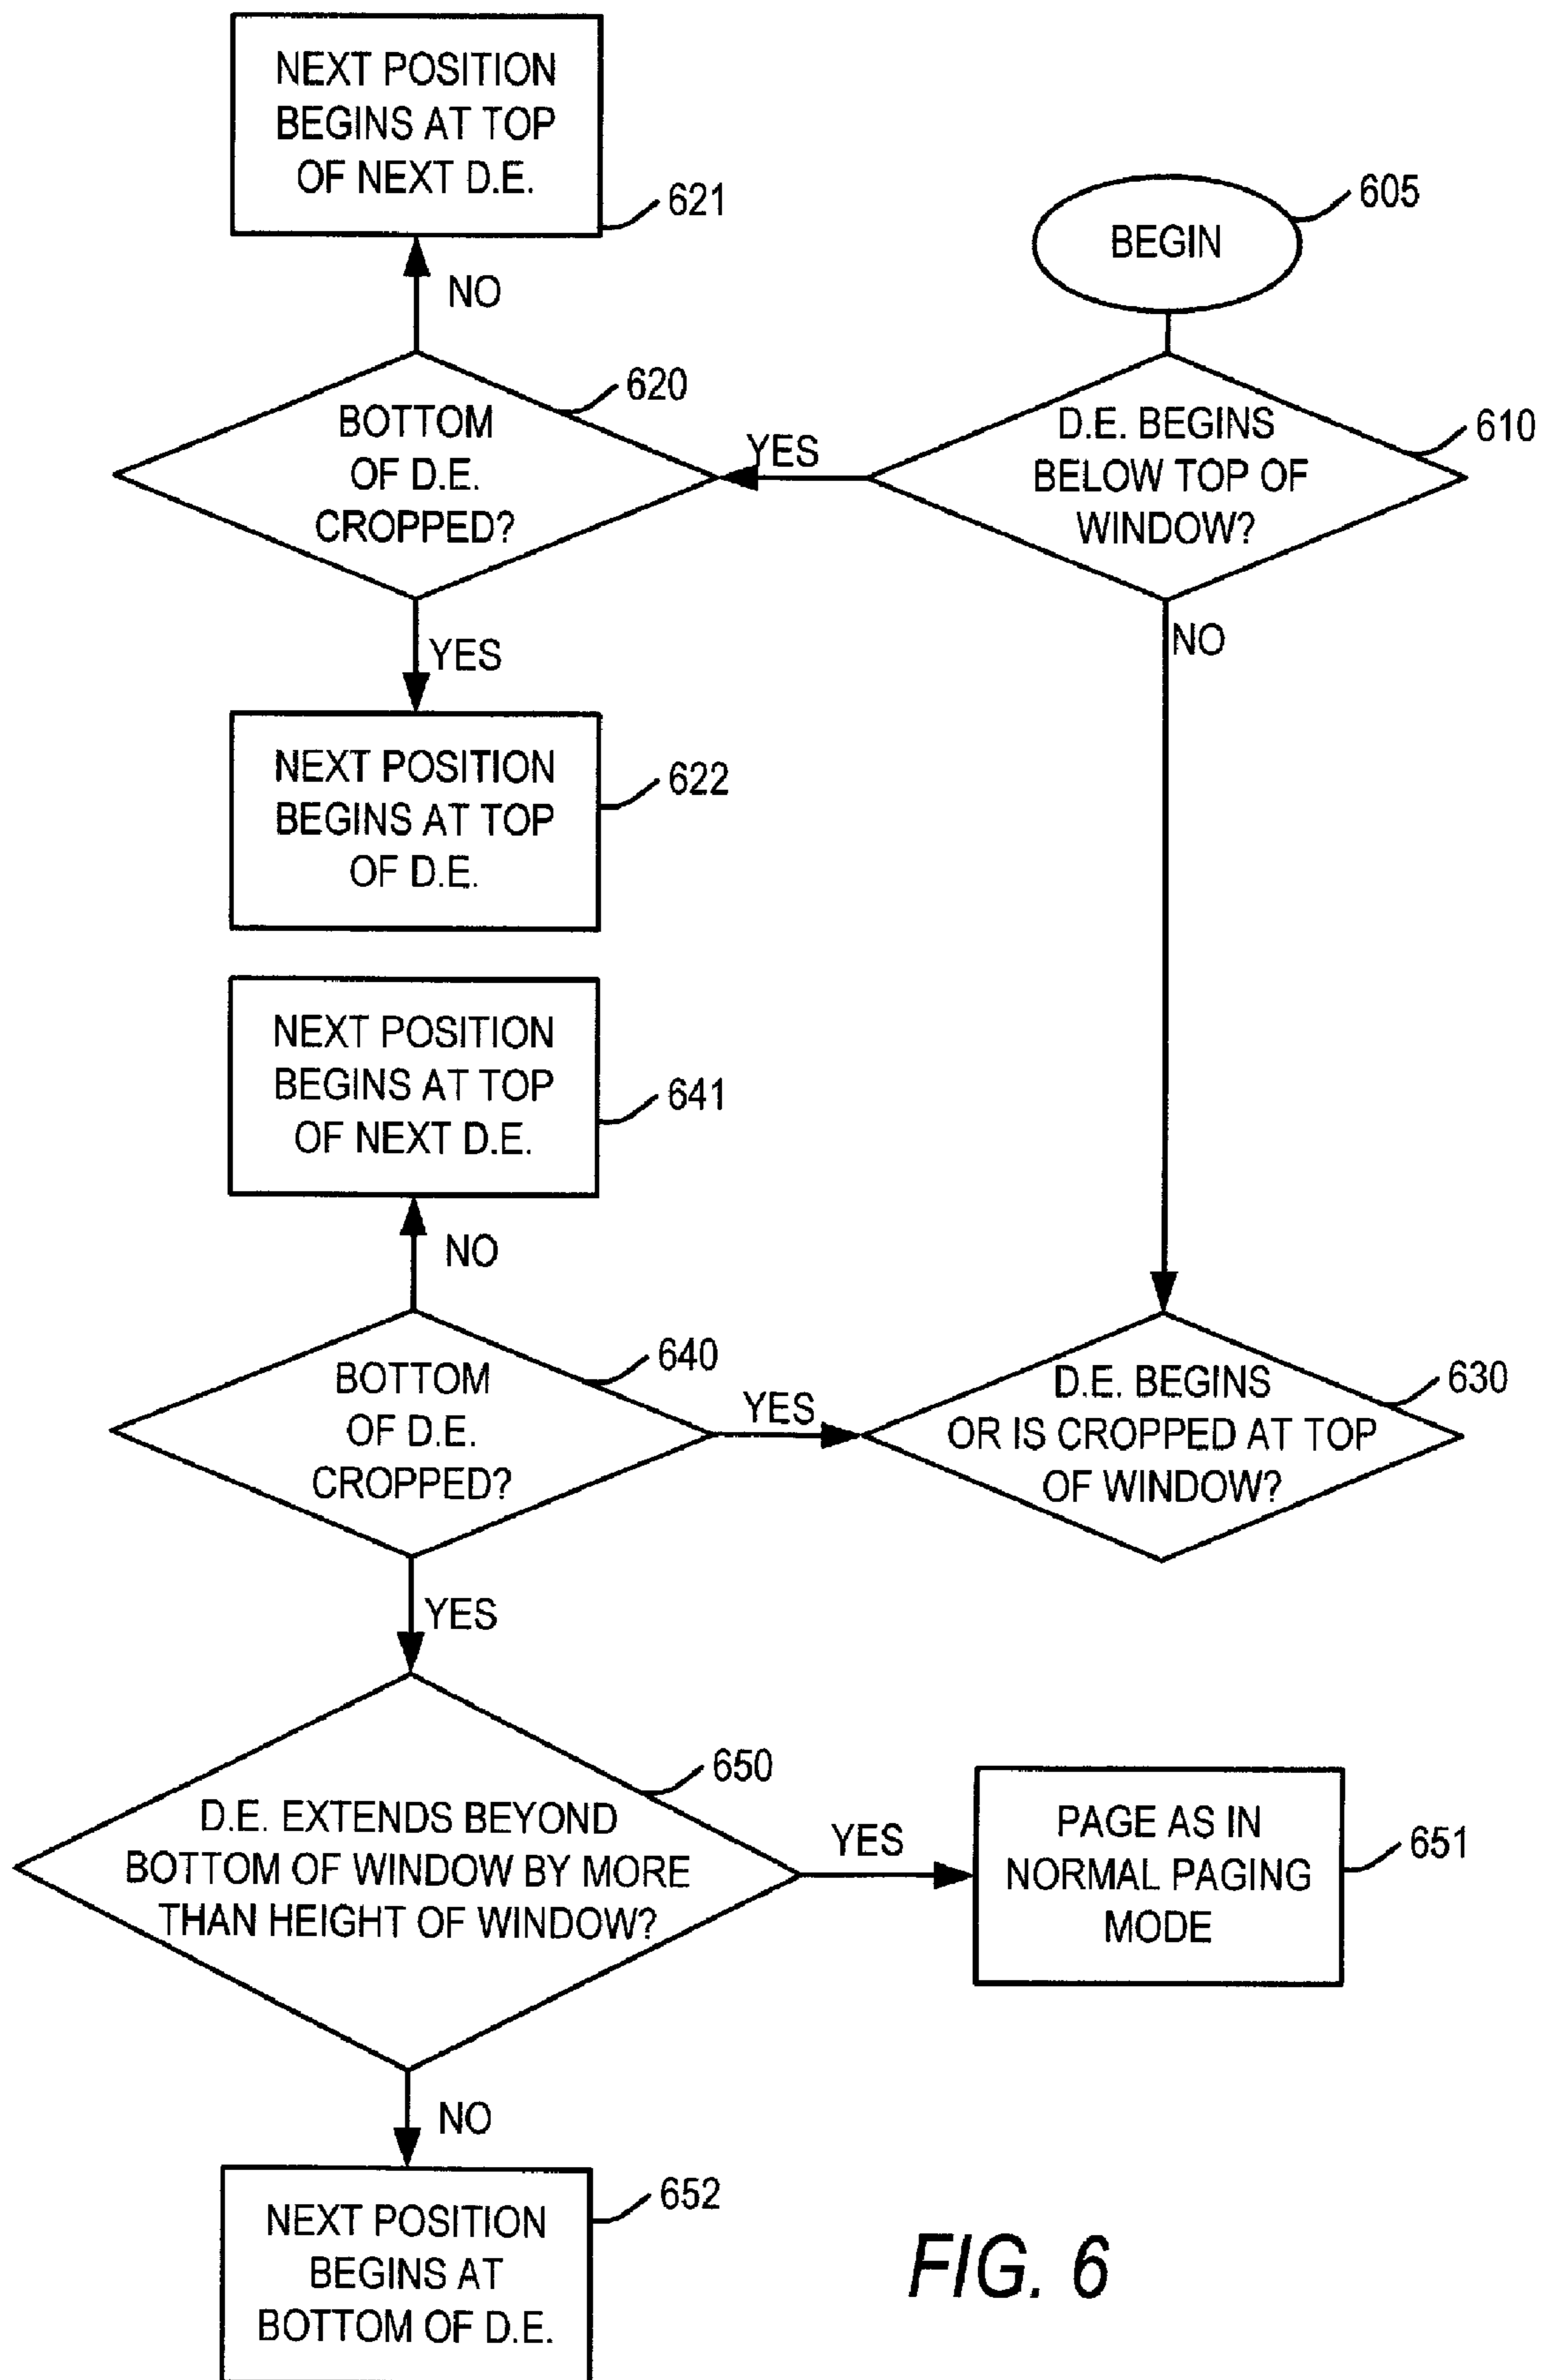 NEXT POSITION
BEGINS AT TOP
OF NEXT D.E.
621
NO
BEGIN
605
BOTTOM
OF D.E.
CROPPED?
620
YES
D.E. BEGINS
BELOW TOP OF
WINDOW?
610
YES
NO
NEXT POSITION
BEGINS AT TOP
OF D.E.
622
NEXT POSITION
BEGINS AT TOP
OF NEXT D.E.
641
NO
BOTTOM
OF D.E.
CROPPED?
640
YES
D.E. BEGINS
OR IS CROPPED AT TOP
OF WINDOW?
630
YES
D.E. EXTENDS BEYOND
BOTTOM OF WINDOW BY MORE
THAN HEIGHT OF WINDOW?
650
YES
PAGE AS IN
NORMAL PAGING
MODE
651
NO
NEXT POSITION
BEGINS AT
BOTTOM OF D.E.
652
FIG. 6